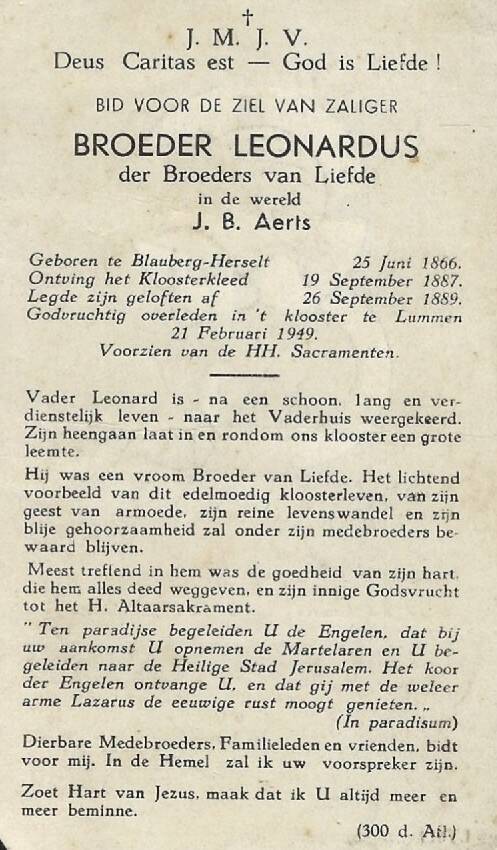 J. M. J. V.
Deus Caritas est — God is Liefde !
BID VOOR DE ZIEL VAN ZALIGER
BROEDER LEONARDUS
der Broeders van Liefde
in de wereld
J. B. Aerts
Geboren te Blauberg-Herselt 25 Juni 1866.
Ontving het Kloosterkleed 19 September 1887.
Legde zijn geloften af 26 September 1889.
Godvruchtig overleden in 't klooster te Lummen
21 Februari 1949.
Voorzien van de HH. Sacramenten.
Vader Leonard is - na een schoon, lang en ver-
dienstelijk leven - naar het Vaderhuis weergekeerd.
Zijn heengaan laat in en rondom ons klooster een grote
leemte.
Hij was een vroom Broeder van Liefde. Het lichtend
voorbeeld van dit edelmoedig kloosterleven, van zijn
geest van armoede, zijn reine levenswandel en zijn
blije gehoorzaamheid zal onder zijn medebroeders be-
waard blijven.
Meest treffend in hem was de goedheid van zijn hart,
die hem alles deed weggeven, en zijn innige Godsvrucht
tot het H. Altaarsakrament.
" Ten paradijse begeleiden U de Engelen, dat bij
uw aankomst U opnemen de Martelaren en U be-
geleiden naar de Heilige Stad Jerusalem. Het koor
der Engelen ontvange U, en dat gij met de weleer
arme Lazarus de eeuwige rust moogt genieten. „
(In paradisum)
Dierbare Medebroeders, Familieleden en vrienden, bidt
voor mij. In de Hemel zal ik uw voorspreker zijn.
Zoet Hart van Jezus, maak dat ik U altijd meer en
meer beminne.
(300 d. Afl.)